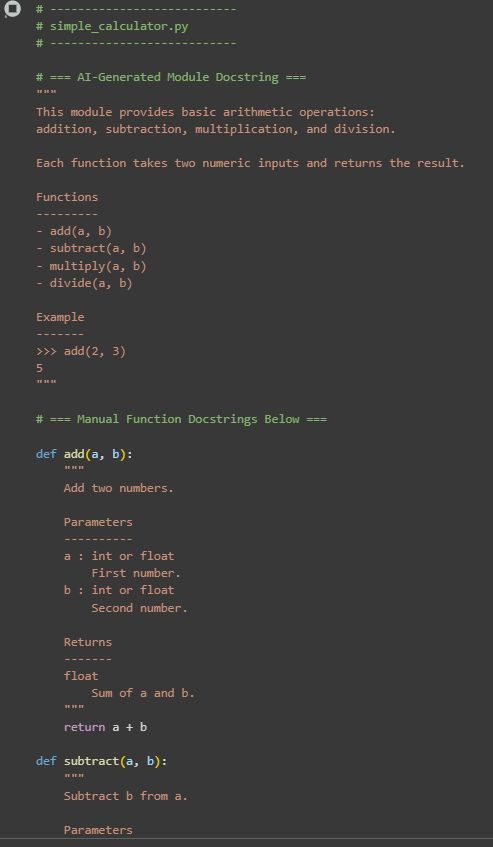 # ---------------------------
# simple_calculator.py
# ---------------------------

# === AI-Generated Module Docstring ===
"""
This module provides basic arithmetic operations:
addition, subtraction, multiplication, and division.

Each function takes two numeric inputs and returns the result.

Functions
---------
- add(a, b)
- subtract(a, b)
- multiply(a, b)
- divide(a, b)

Example
-------
>>> add(2, 3)
5
"""

# === Manual Function Docstrings Below ===

def add(a, b):
    """
    Add two numbers.

    Parameters
    ----------
    a : int or float
        First number.
    b : int or float
        Second number.

    Returns
    -------
    float
        Sum of a and b.
    """
    return a + b

def subtract(a, b):
    """
    Subtract b from a.

    Parameters